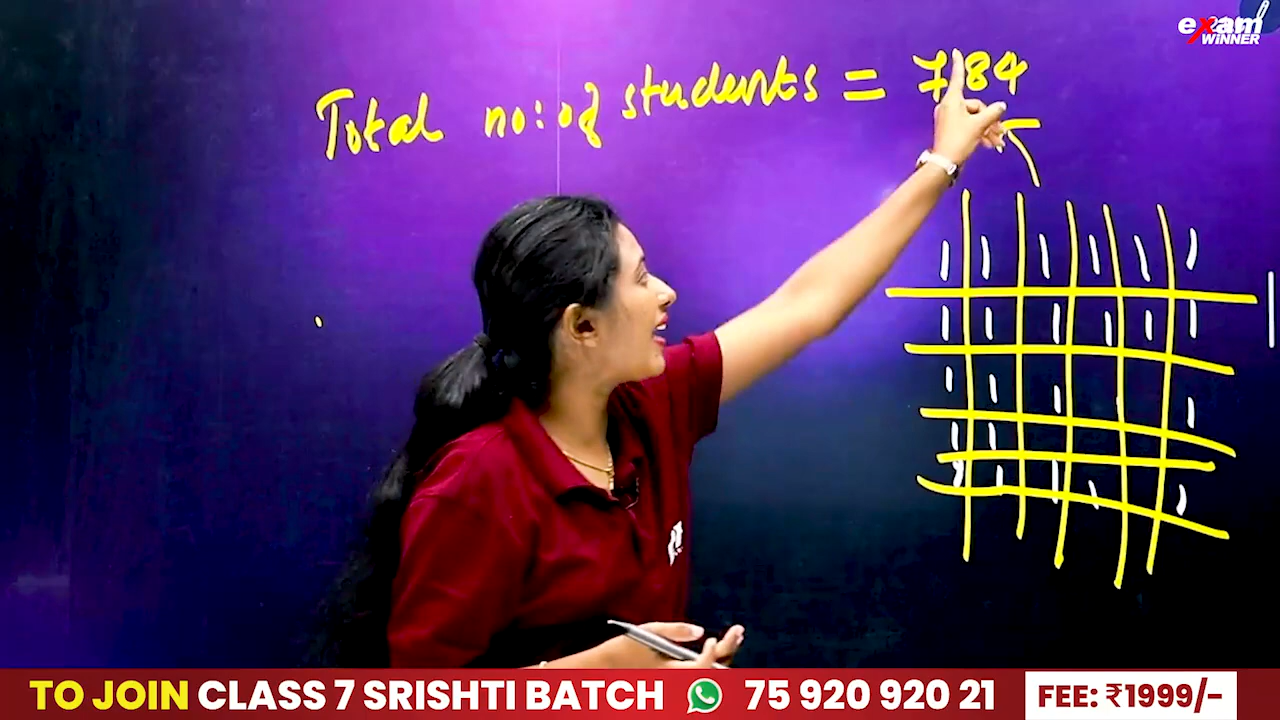 exam
WINNER
Total no: of students = 784
TO JOIN CLASS 7 SRISHTI BATCH 75 920 920 21 FEE: ₹1999/-